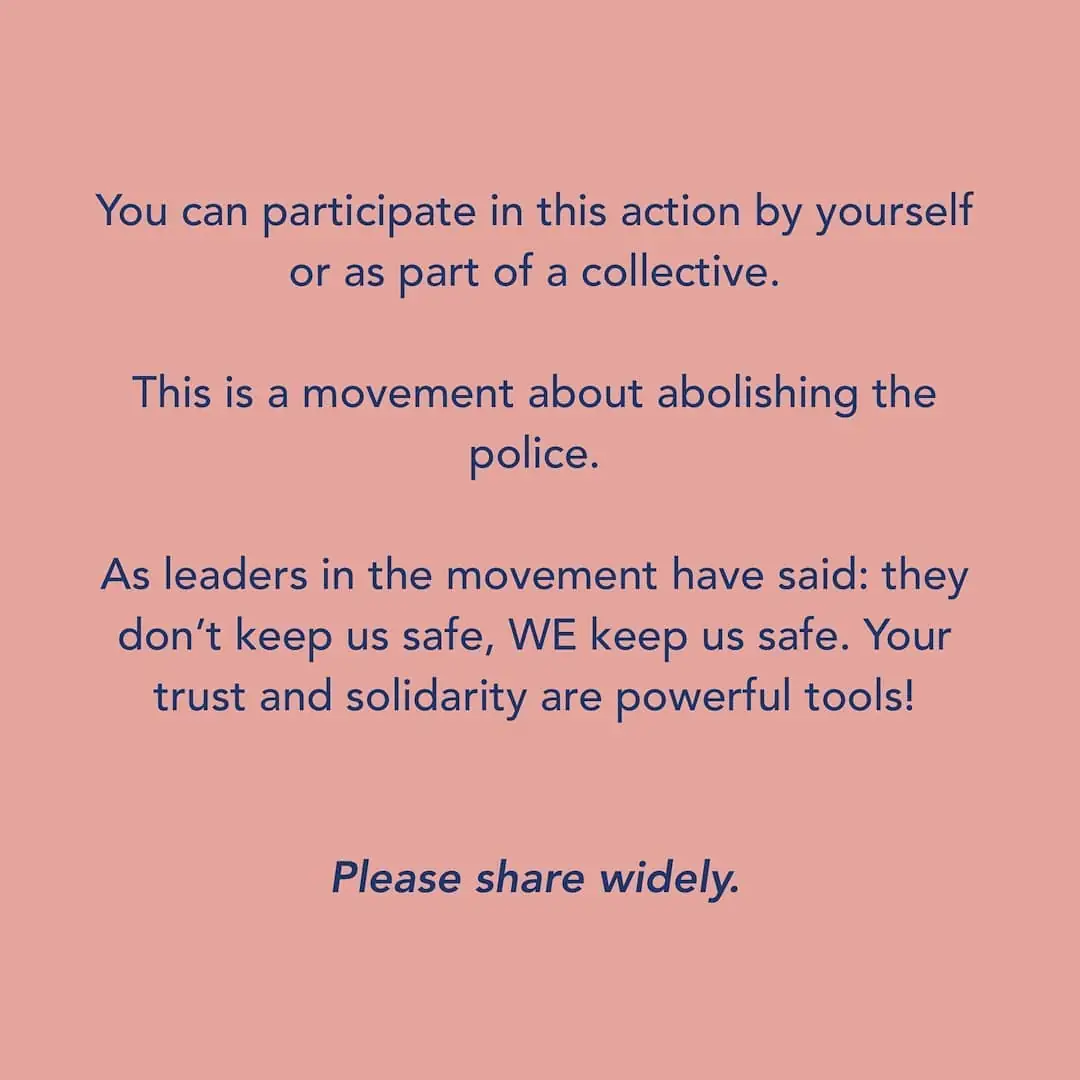 You can participate in this action by yourself
or as part of a collective.
This is a movement about abolishing the
police.
As leaders in the movement have said: they
don’t keep us safe, WE keep us safe. Your
trust and solidarity are powerful tools!
Please share widely.